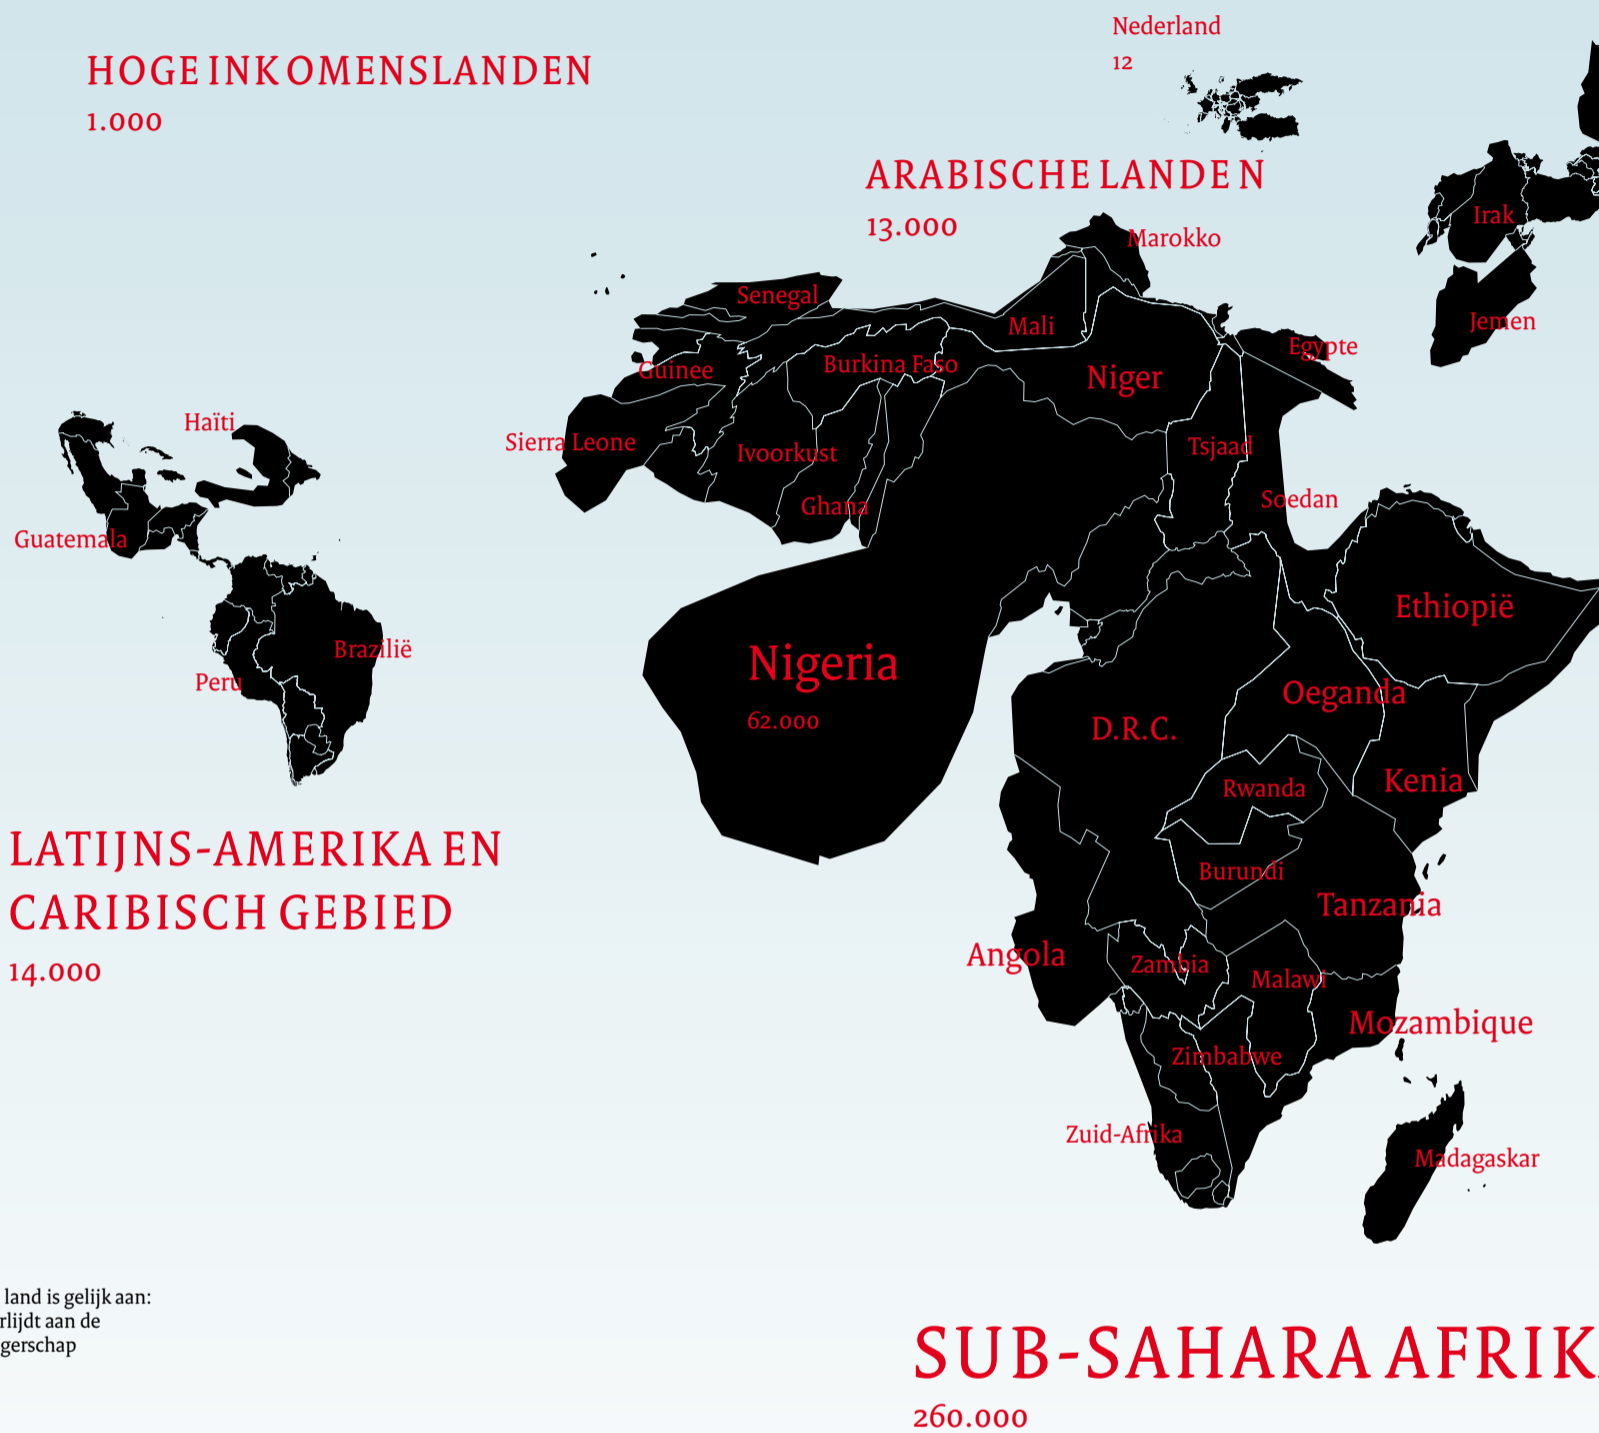 Nederland
12
HOGE INKOMENSLANDEN
1.000
ARABISCHE LANDEN
13.000
Marokko
Irak
Senegal
Mali
Jemen
Egypte
Guinee
Burkina Faso
Niger
Haïti
Sierra Leone
Ivoorkust
Tsjaad
Ghana
Soedan
Guatemala
Ethiopië
Brazilië
Peru
Nigeria
62.000
Oeganda
D.R.C.
Kenia
Rwanda
LATIJNS-AMERIKA EN
CARIBISCH GEBIED
14.000
Burundi
Tanzania
Angola
Zambia
Malawi
Mozambique
Zimbabwe
Zuid-Afrika
Madagaskar
land is gelijk aan:
rlijdt aan de
gerschap
SUB-SAHARA AFRIK
260.000